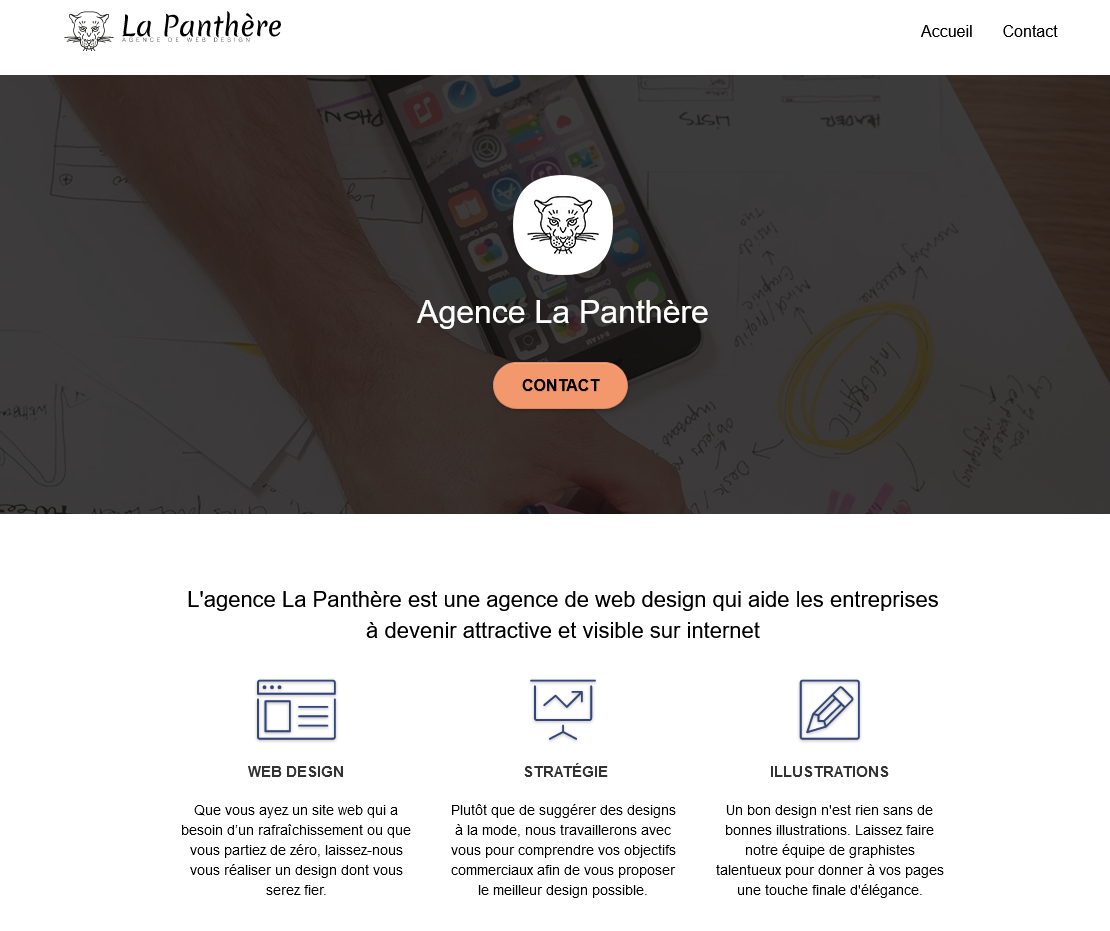 La Panthère
AGENCE DE WEB DESIGN
Accueil
Contact
PHON
LISTS
HEADER
Agence La Panthère
CONTACT
INFOGRAFIC
L'agence La Panthère est une agence de web design qui aide les entreprises
à devenir attractive et visible sur internet
WEB DESIGN
STRATÉGIE
ILLUSTRATIONS
Que vous ayez un site web qui a
besoin d’un rafraîchissement ou que
vous partiez de zéro, laissez-nous
vous réaliser un design dont vous
serez fier.
Plutôt que de suggérer des designs
à la mode, nous travaillerons avec
vous pour comprendre vos objectifs
commerciaux afin de vous proposer
le meilleur design possible.
Un bon design n'est rien sans de
bonnes illustrations. Laissez faire
notre équipe de graphistes
talentueux pour donner à vos pages
une touche finale d'élégance.